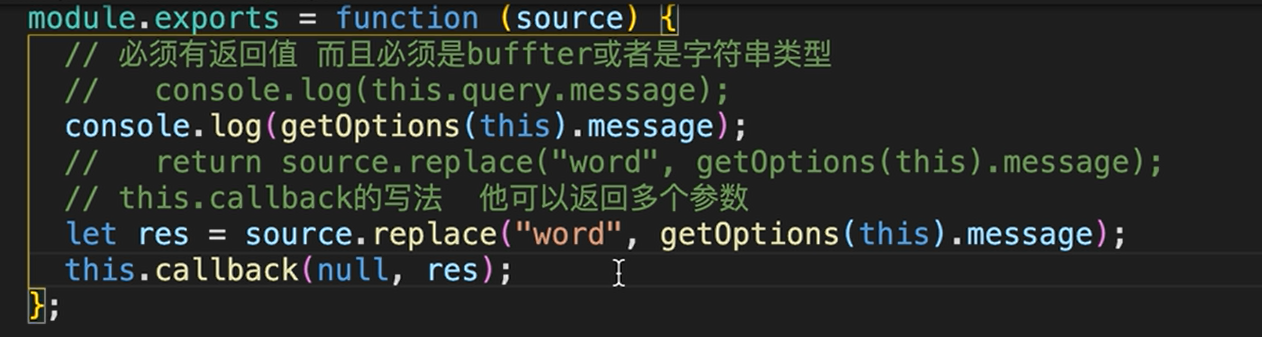 module.exports = function (source) {
// 必须有返回值 而且必须是buffter或者是字符串类型
//   console.log(this.query.message);
console.log(getOptions(this).message);
//   return source.replace("word", getOptions(this).message);
// this.callback的写法  他可以返回多个参数
let res = source.replace("word", getOptions(this).message);
this.callback(null, res);
};